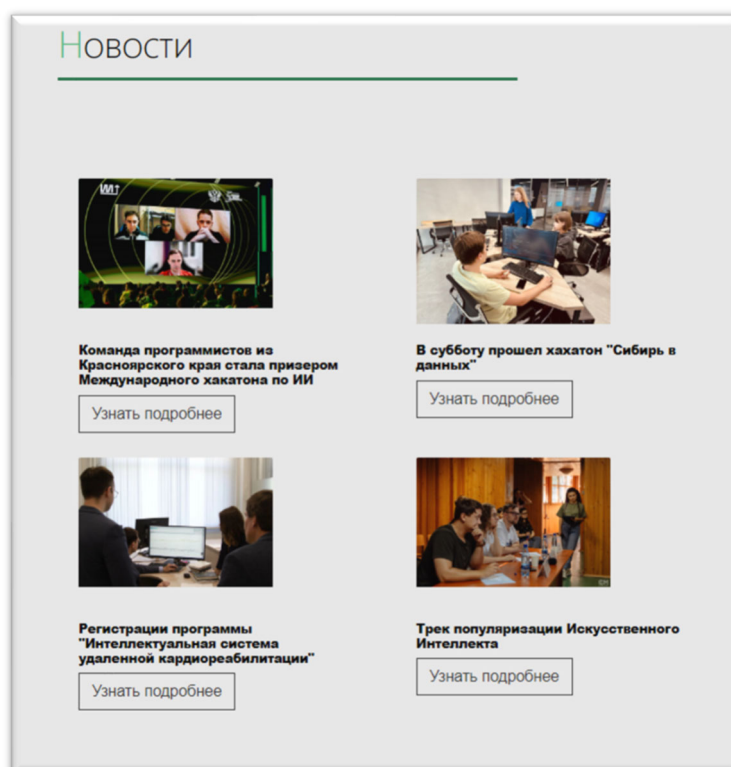 Новости
ИИ↑
Команда программистов из
Красноярского края стала призером
Международного хакатона по ИИ
Узнать подробнее
В субботу прошел хахатон "Сибирь в
данных"
Узнать подробнее
Регистрации программы
"Интеллектуальная система
удаленной кардиореабилитации"
Узнать подробнее
Трек популяризации Искусственного
Интеллекта
Узнать подробнее